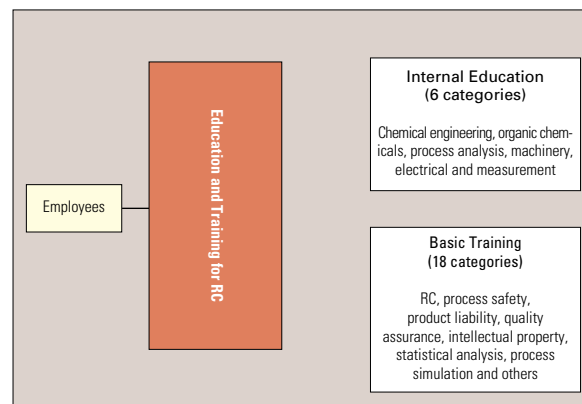 Employees
Education and Training for RC
Internal Education
(6 categories)
Chemical engineering, organic chem-
icals, process analysis, machinery,
electrical and measurement
Basic Training
(18 categories)
RC, process safety,
product liability, quality
assurance, intellectual property,
statistical analysis, process
simulation and others